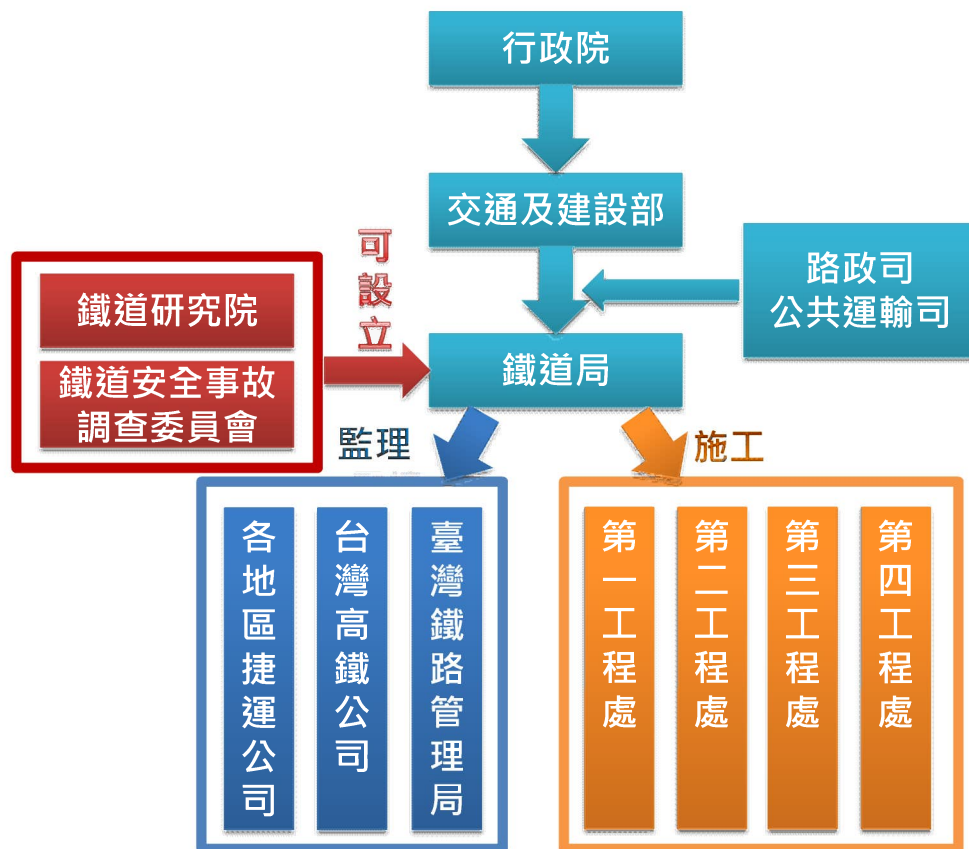 行政院
交通及建設部
路政司
公共運輸司
可設立
鐵道研究院
鐵道安全事故
調查委員會
鐵道局
監理
施工
各地區捷運公司
台灣高鐵公司
臺灣鐵路管理局
第一工程處
第二工程處
第三工程處
第四工程處